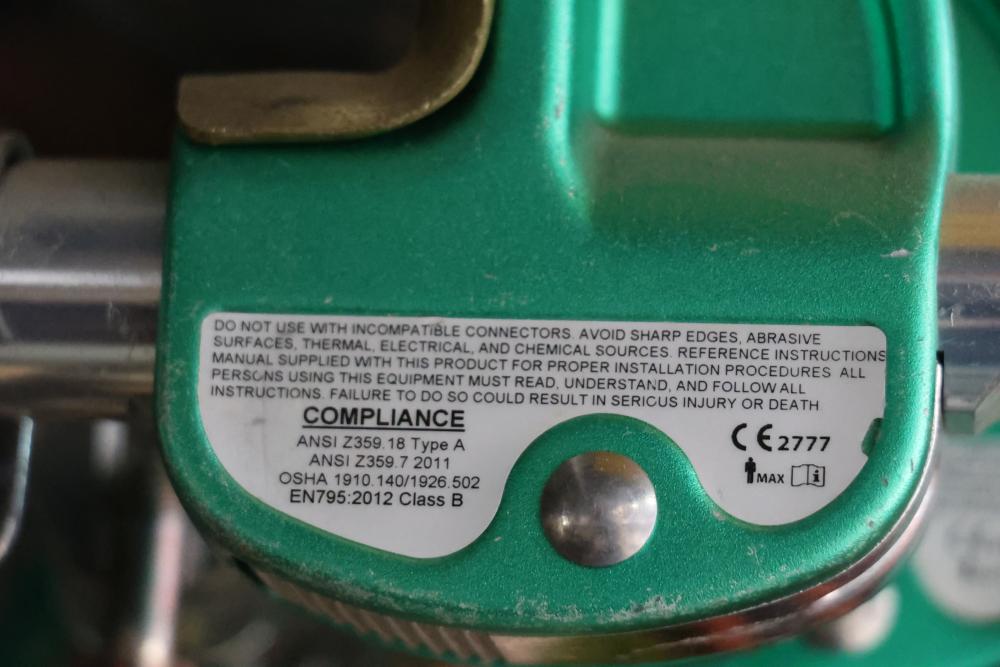 DO NOT USE WITH INCOMPATIBLE CONNECTORS. AVOID SHARP EDGES, ABRASIVE
SURFACES, THERMAL, ELECTRICAL, AND CHEMICAL SOURCES. REFERENCE INSTRUCTIONS
MANUAL SUPPLIED WITH THIS PRODUCT FOR PROPER INSTALLATION PROCEDURES ALL
PERSONS USING THIS EQUIPMENT MUST READ, UNDERSTAND, AND FOLLOW ALL
INSTRUCTIONS. FAILURE TO DO SO COULD RESULT IN SERIOUS INJURY OR DEATH
COMPLIANCE
ANSI Z359.18 Type A
ANSI Z359.7 2011
OSHA 1910.140/1926.502
EN795:2012 Class B
CE 2777
MAX i